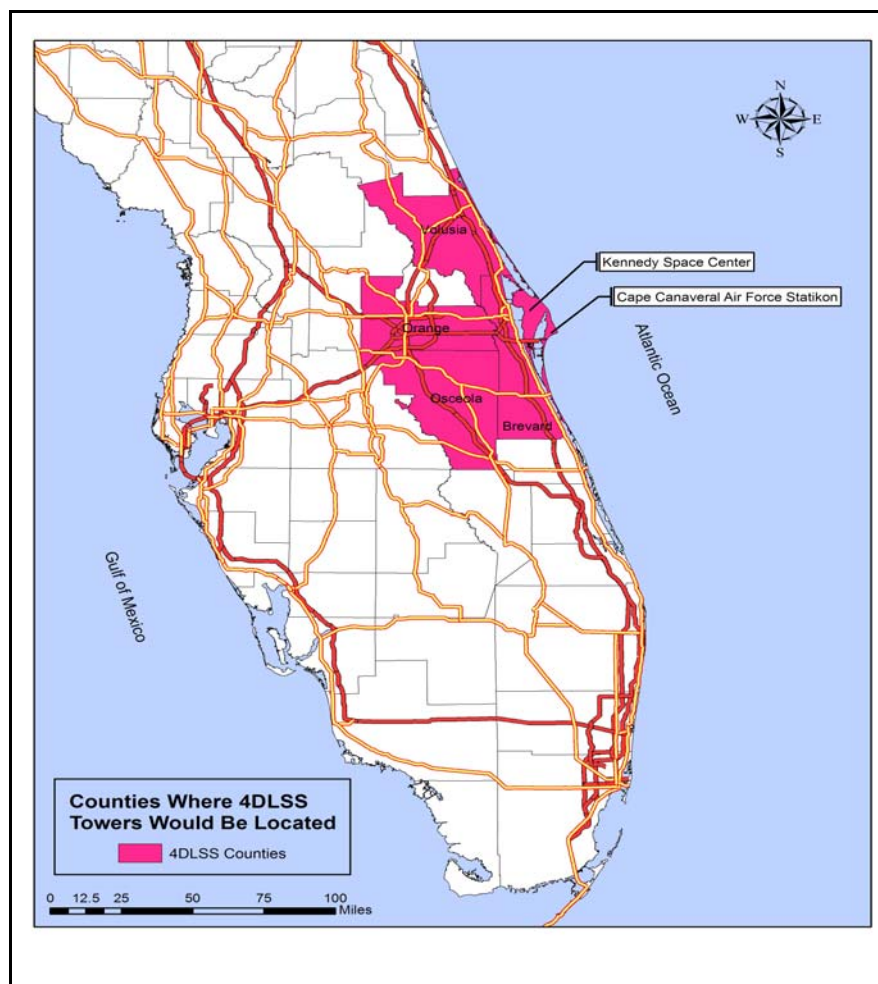 N
W E
S
Volusia
Kennedy Space Center
Cape Canaveral Air Force Statikon
Orange
Atlantic Ocean
Osceola
Brevard
Gulf of Mexico
Counties Where 4DLSS
Towers Would Be Located
4DLSS Counties
0 12.5 25 50 75 100
Miles